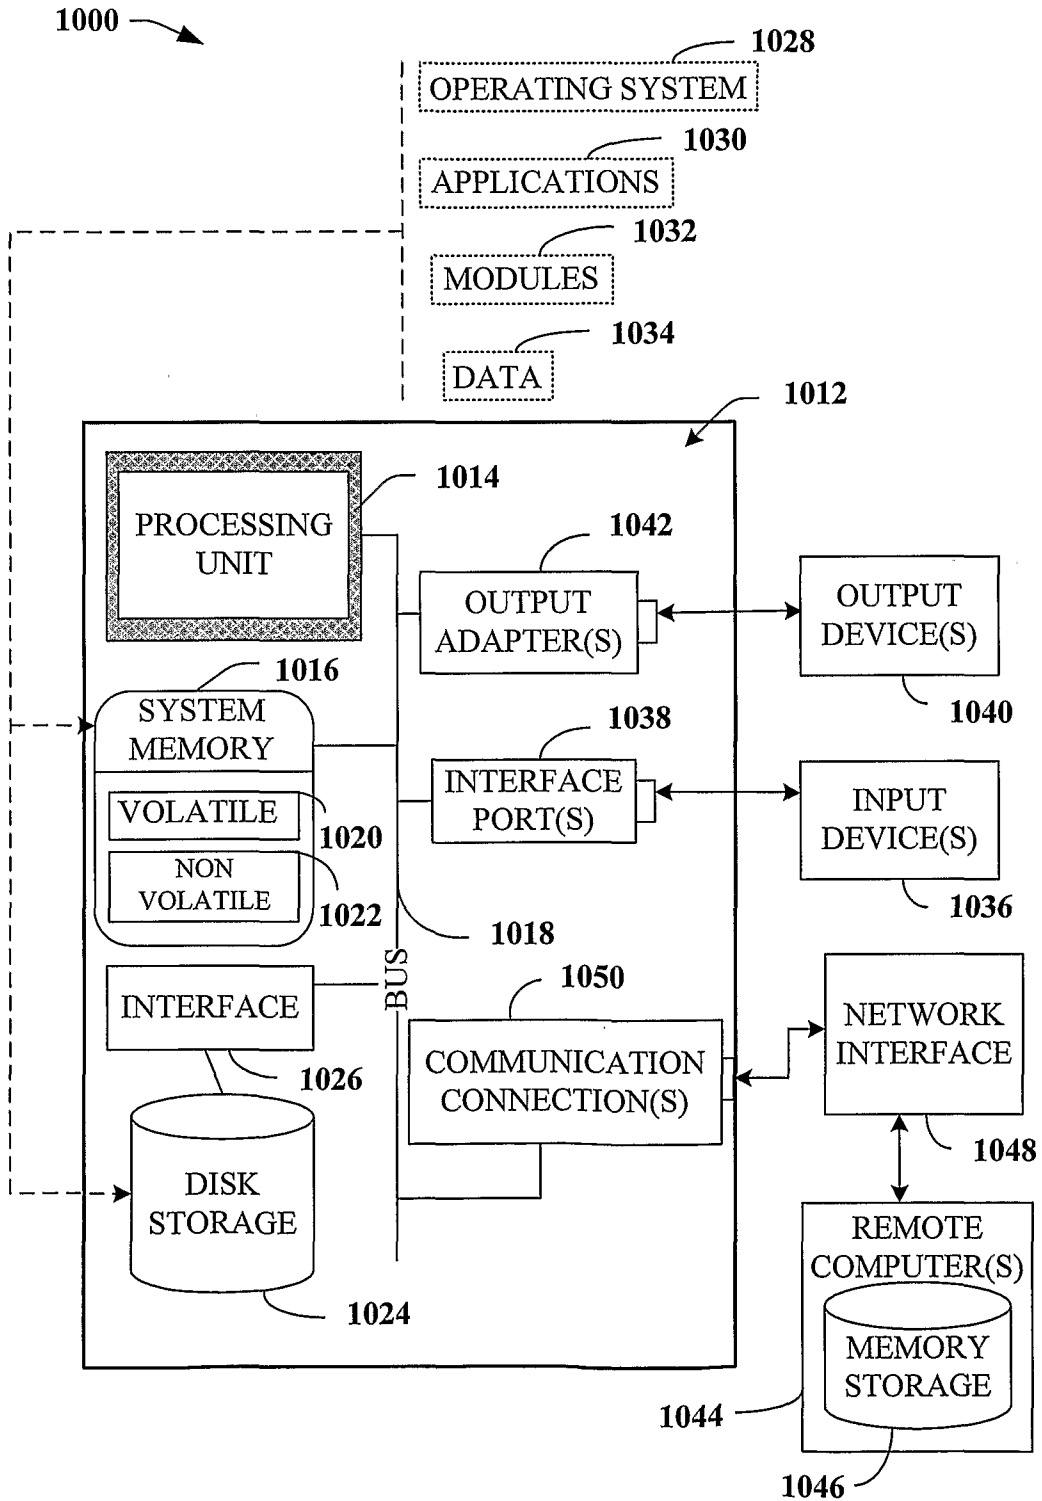 1000
1028
OPERATING SYSTEM
1030
APPLICATIONS
1032
MODULES
1034
DATA
1012
1014
PROCESSING
UNIT
1042
OUTPUT
ADAPTER(S)
OUTPUT
DEVICE(S)
1040
1016
SYSTEM
MEMORY
VOLATILE
1020
NON
VOLATILE
1022
1038
INTERFACE
PORT(S)
INPUT
DEVICE(S)
1036
1018
BUS
INTERFACE
1026
1050
COMMUNICATION
CONNECTION(S)
NETWORK
INTERFACE
1048
DISK
STORAGE
1024
REMOTE
COMPUTER(S)
MEMORY
STORAGE
1044
1046